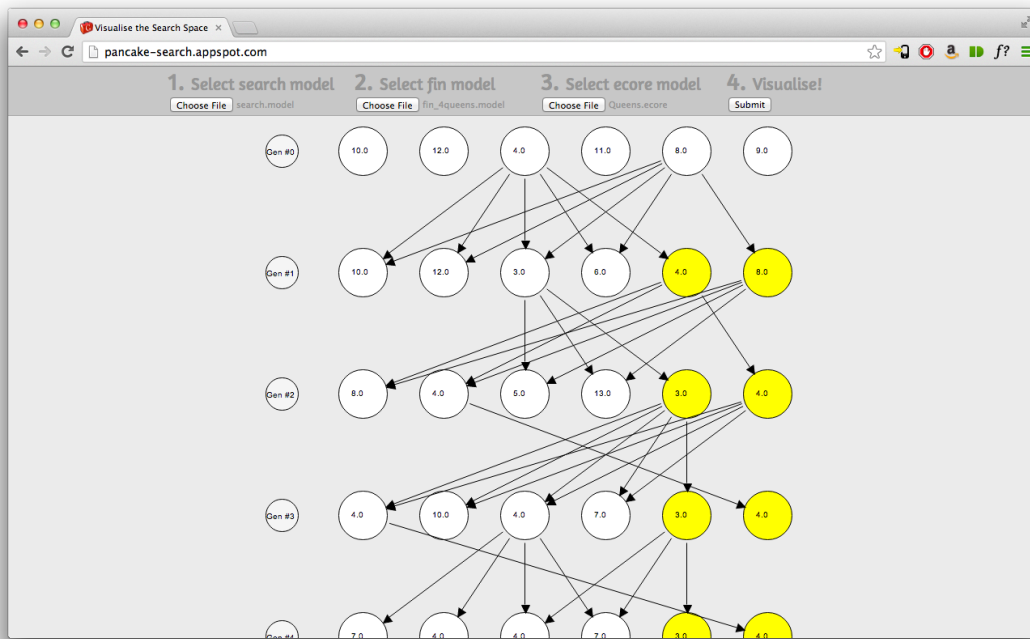 Visualise the Search Space
pancake-search.appspot.com
1. Select search model
Choose File search.model
2. Select fin model
Choose File fin_4queens.model
3. Select ecore model
Choose File Queens.ecore
4. Visualise!
Submit
Gen #0 10.0 12.0 4.0 11.0 8.0 9.0
Gen #1 10.0 12.0 3.0 6.0 4.0 8.0
Gen #2 8.0 4.0 5.0 13.0 3.0 4.0
Gen #3 4.0 10.0 4.0 7.0 3.0 4.0
Gen #4 7.0 4.0 4.0 7.0 3.0 4.0